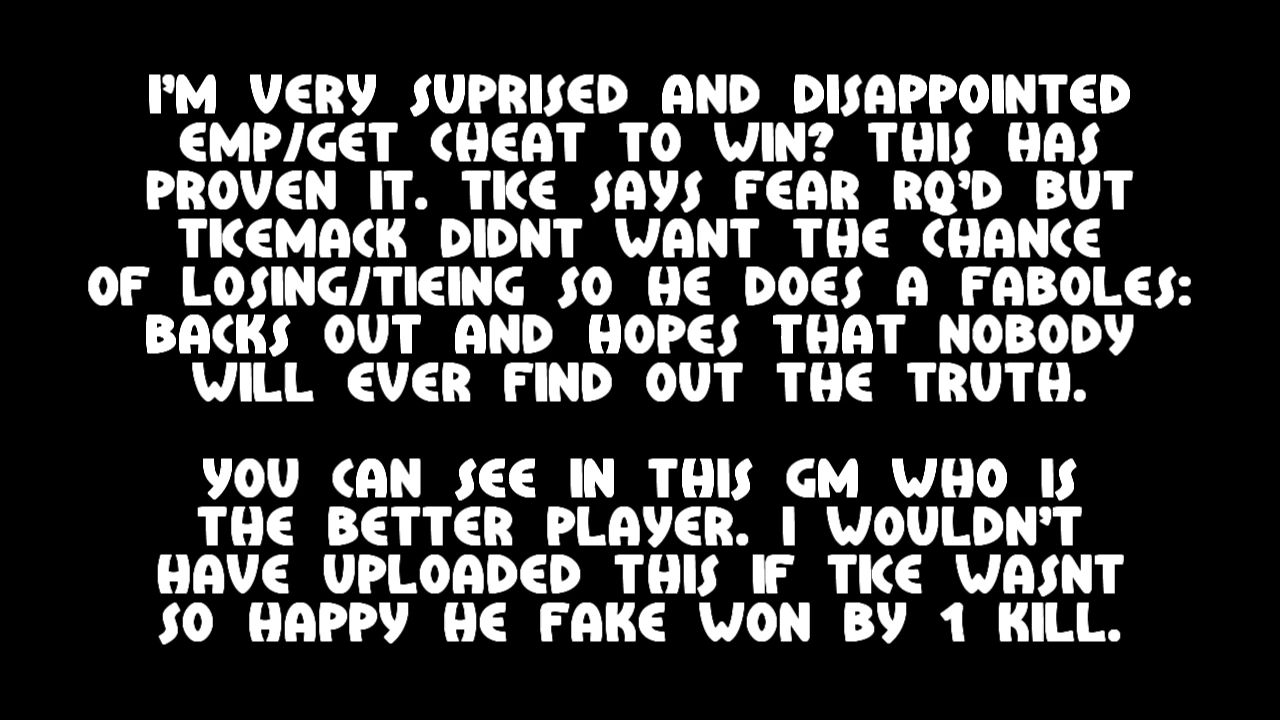 I'M VERY SUPRISED AND DISAPPOINTED
EMP/GET CHEAT TO WIN? THIS HAS
PROVEN IT. TICE SAYS FEAR RQ'D BUT
TICEMACK DIDNT WANT THE CHANCE
OF LOSING/TIEING SO HE DOES A FABOLES:
BACKS OUT AND HOPES THAT NOBODY
WILL EVER FIND OUT THE TRUTH.
YOU CAN SEE IN THIS GM WHO IS
THE BETTER PLAYER. I WOULDN'T
HAVE UPLOADED THIS IF TICE WASNT
SO HAPPY HE FAKE WON BY 1 KILL.